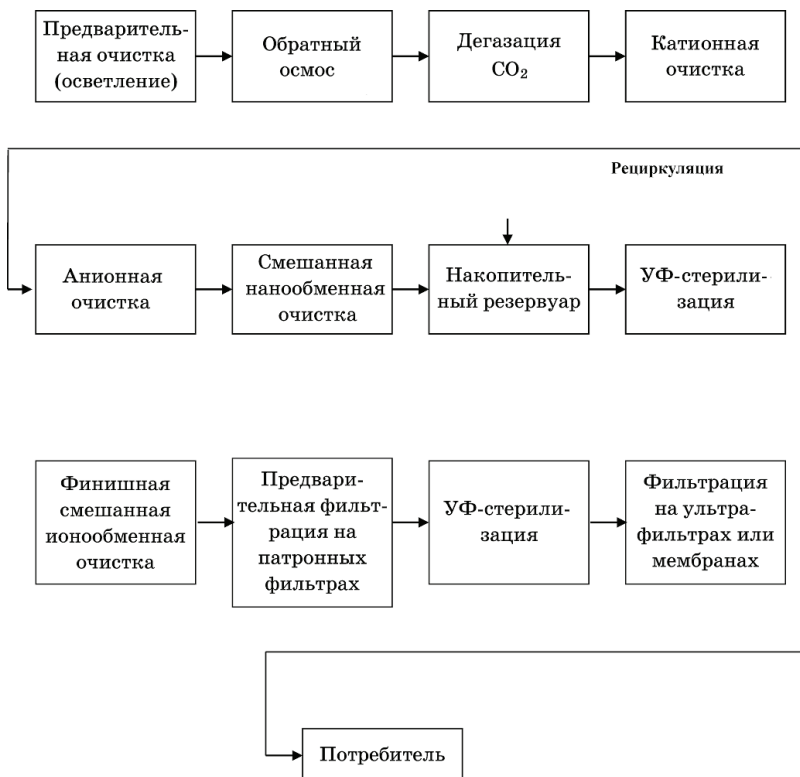 Предваритель-
ная очистка
(осветление)
Обратный
осмос
Дегазация
CO₂
Катионная
очистка
Рециркуляция
Анионная
очистка
Смешанная
нанообменная
очистка
Накопитель-
ный резервуар
УФ-стерили-
зация
Финишная
смешанная
ионообменная
очистка
Предвари-
тельная фильт-
рация на
патронных
фильтрах
УФ-стерили-
зация
Фильтрация
на ультра-
фильтрах или
мембранах
Потребитель